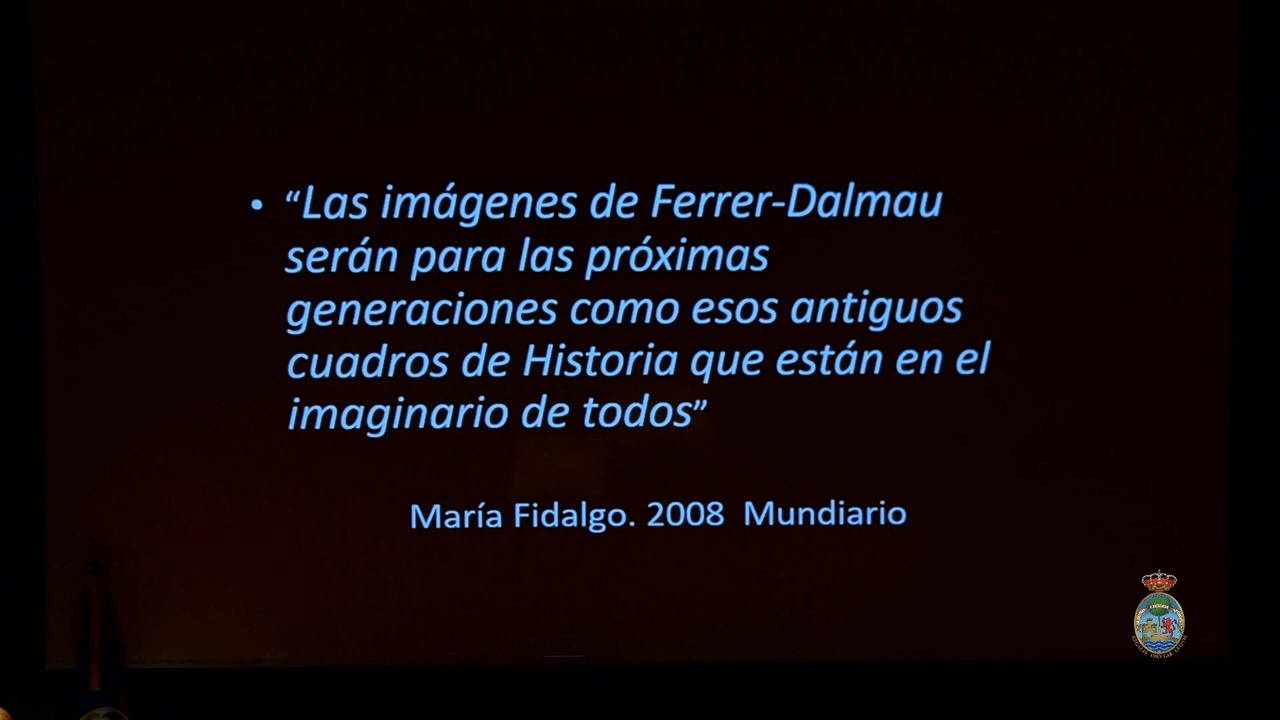 • “Las imágenes de Ferrer-Dalmau
serán para las próximas
generaciones como esos antiguos
cuadros de Historia que están en el
imaginario de todos”
María Fidalgo. 2008 Mundiario